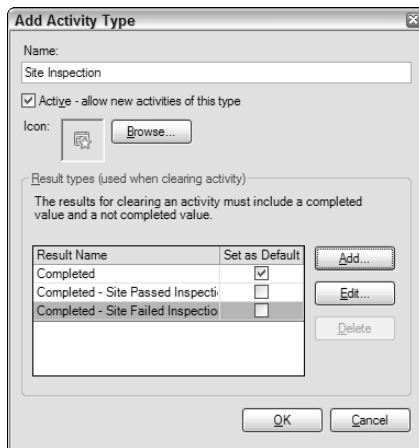 Add Activity Type
Name:
Site Inspection
Active - allow new activities of this type
Icon:
Browse...
Result types (used when clearing activity)
The results for clearing an activity must include a completed
value and a not completed value.
Result Name Set as Default
Add...
Completed
Completed - Site Passed Inspecti
Edit...
Completed - Site Failed Inspectio
Delete
OK Cancel